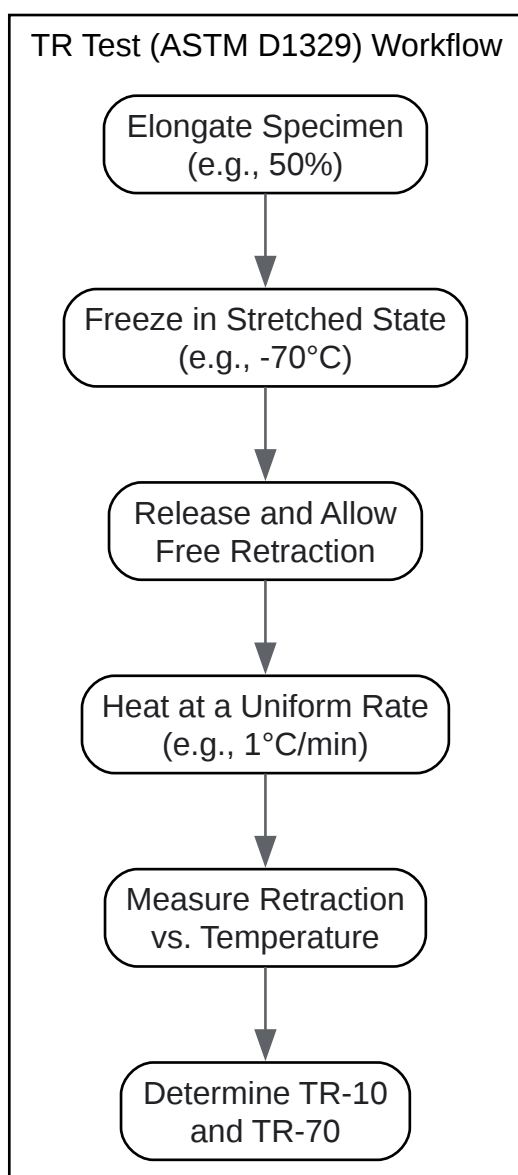 TR Test (ASTM D1329) Workflow
Elongate Specimen
(e.g., 50%)
Freeze in Stretched State
(e.g., -70°C)
Release and Allow
Free Retraction
Heat at a Uniform Rate
(e.g., 1°C/min)
Measure Retraction
vs. Temperature
Determine TR-10
and TR-70